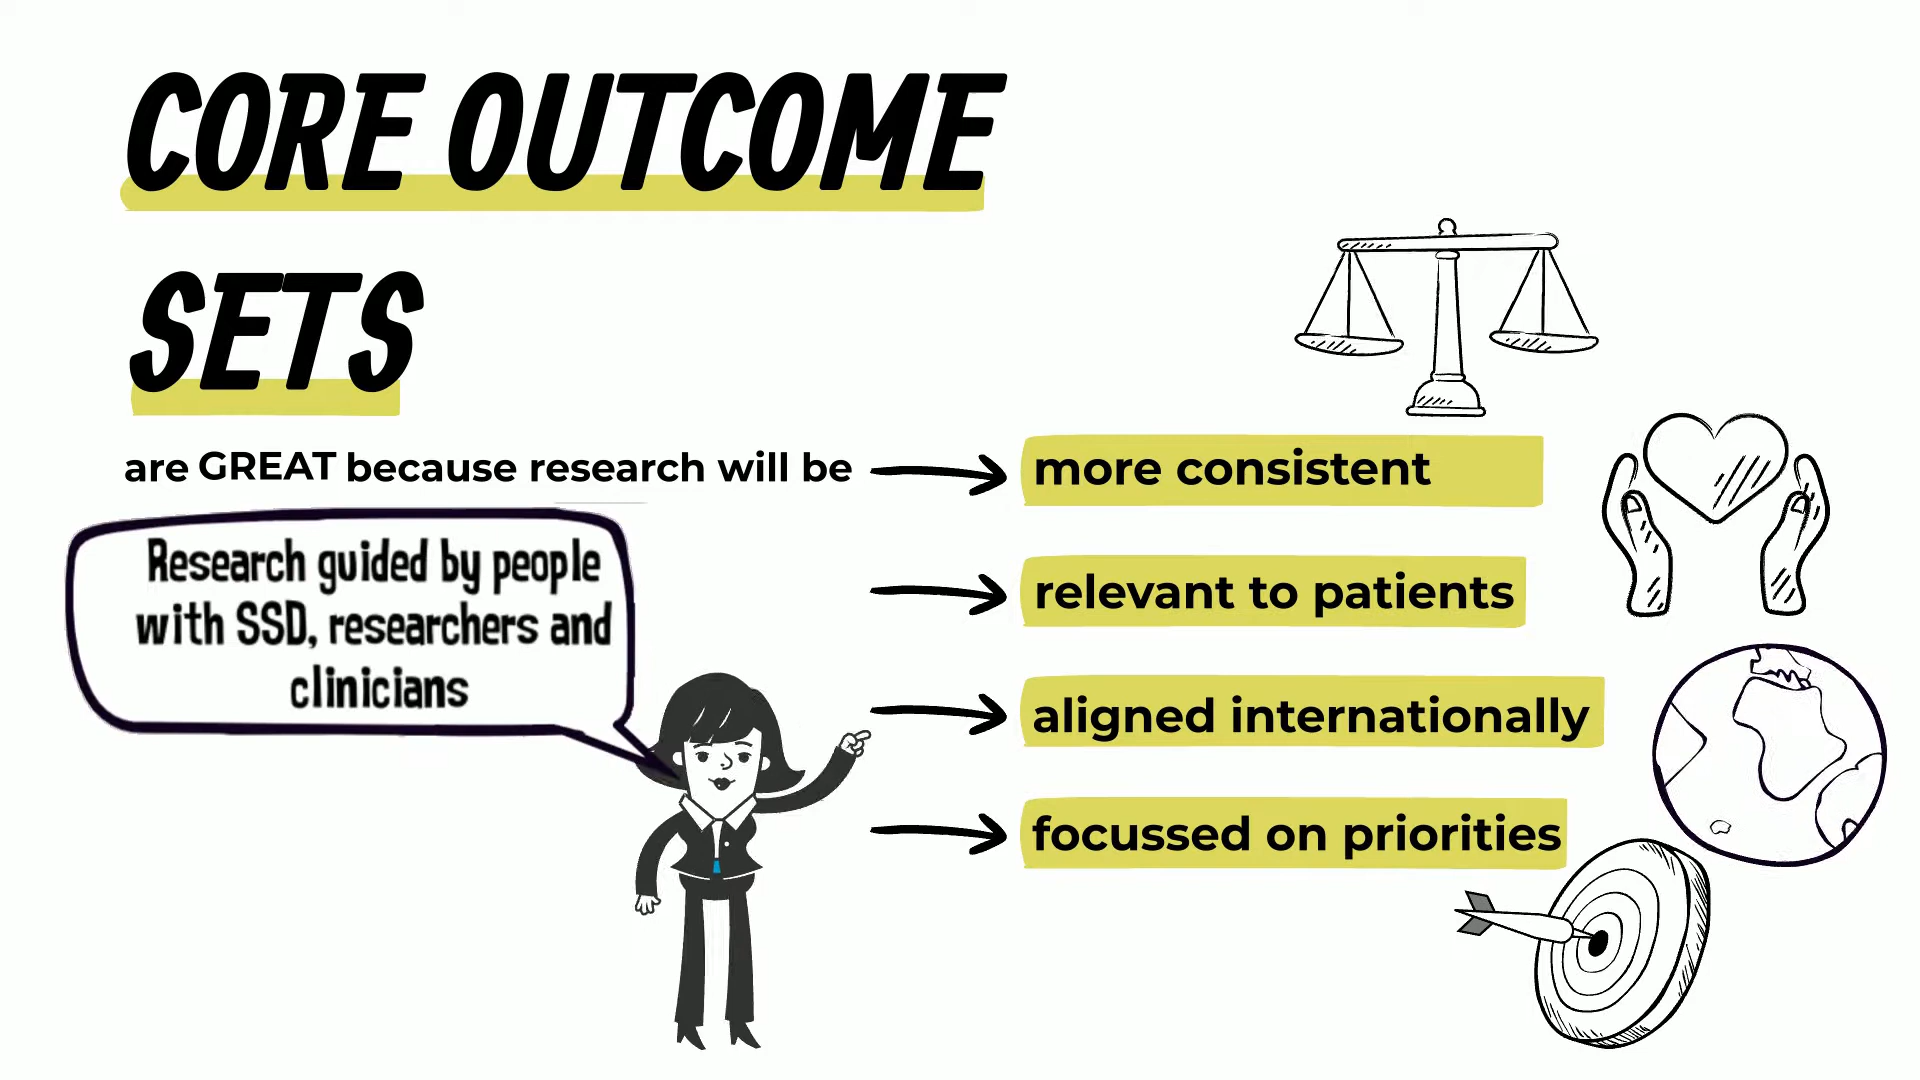 CORE OUTCOME
SETS
are GREAT because research will be
more consistent
relevant to patients
aligned internationally
focussed on priorities
Research guided by people
with SSD, researchers and
clinicians